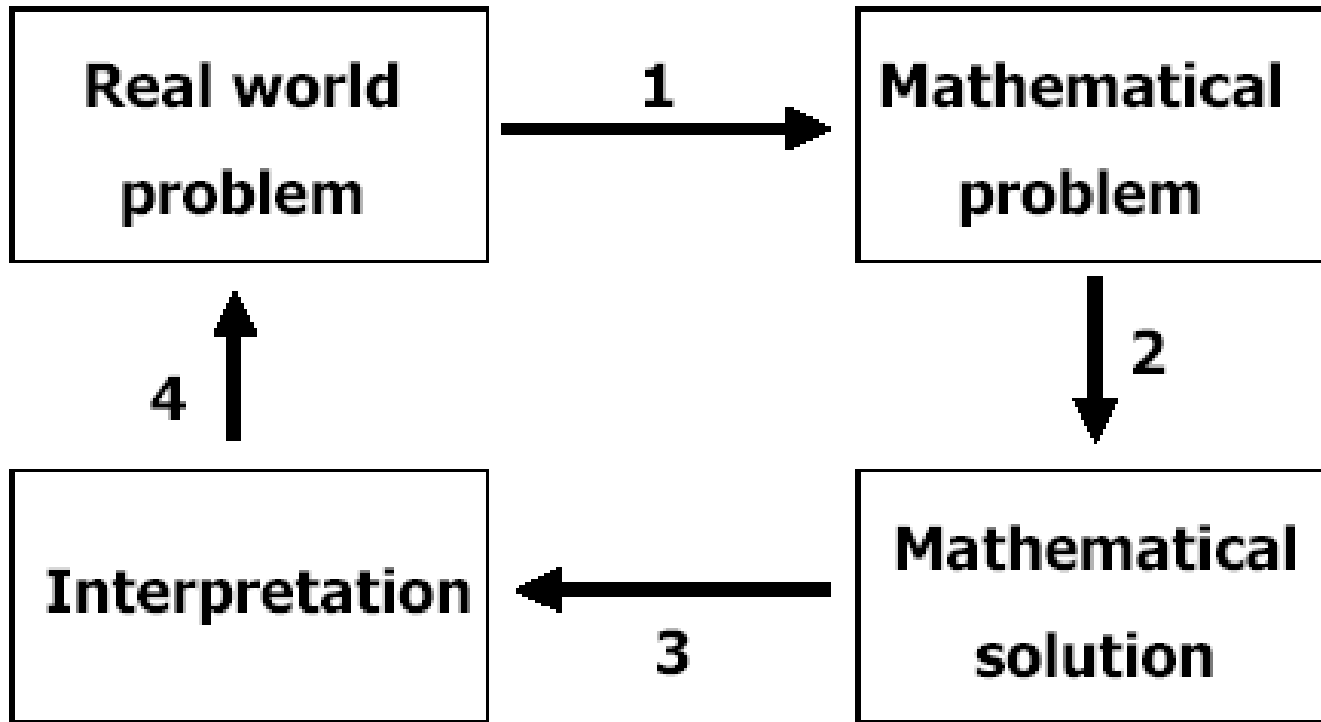 Real world
problem
1
Mathematical
problem
2
Mathematical
solution
3
Interpretation
4